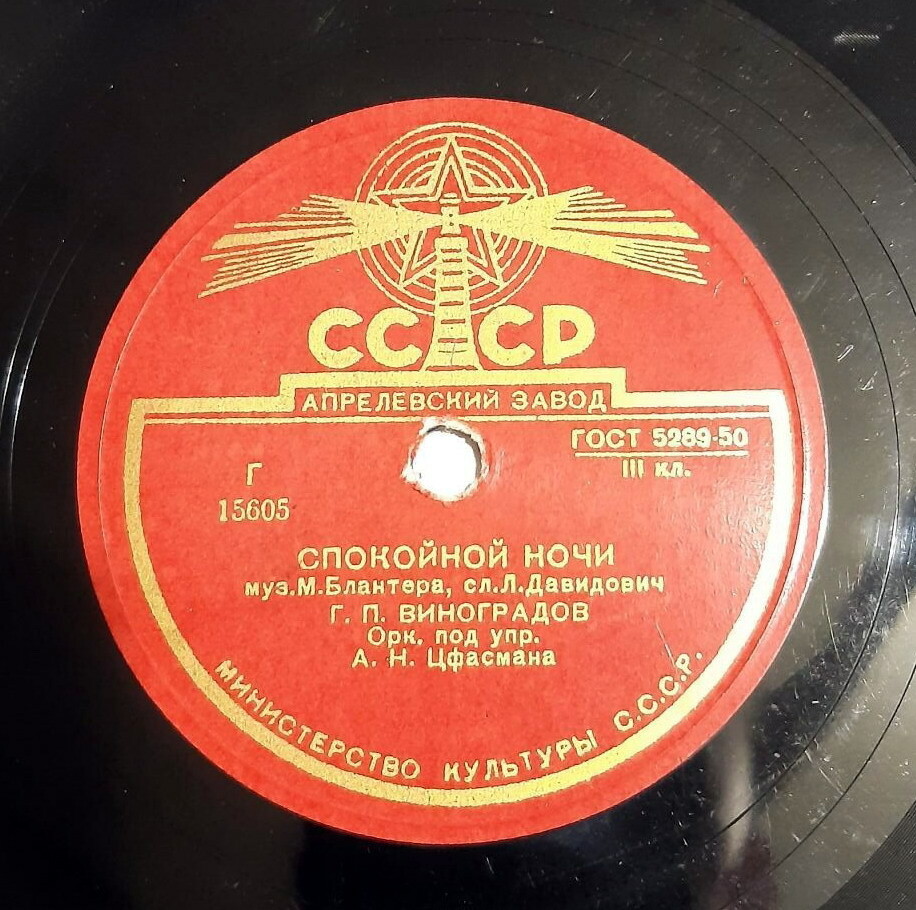 СССР
АПРЕЛЕВСКИЙ ЗАВОД
ГОСТ 5289-50
III кл.
Г
15605
СПОКОЙНОЙ НОЧИ
муз.М.Блантера, сл.Л.Давидович
Г. П. ВИНОГРАДОВ
Орк. под упр.
А. Н. Цфасмана
МИНИСТЕРСТВО КУЛЬТУРЫ С.С.С.Р.